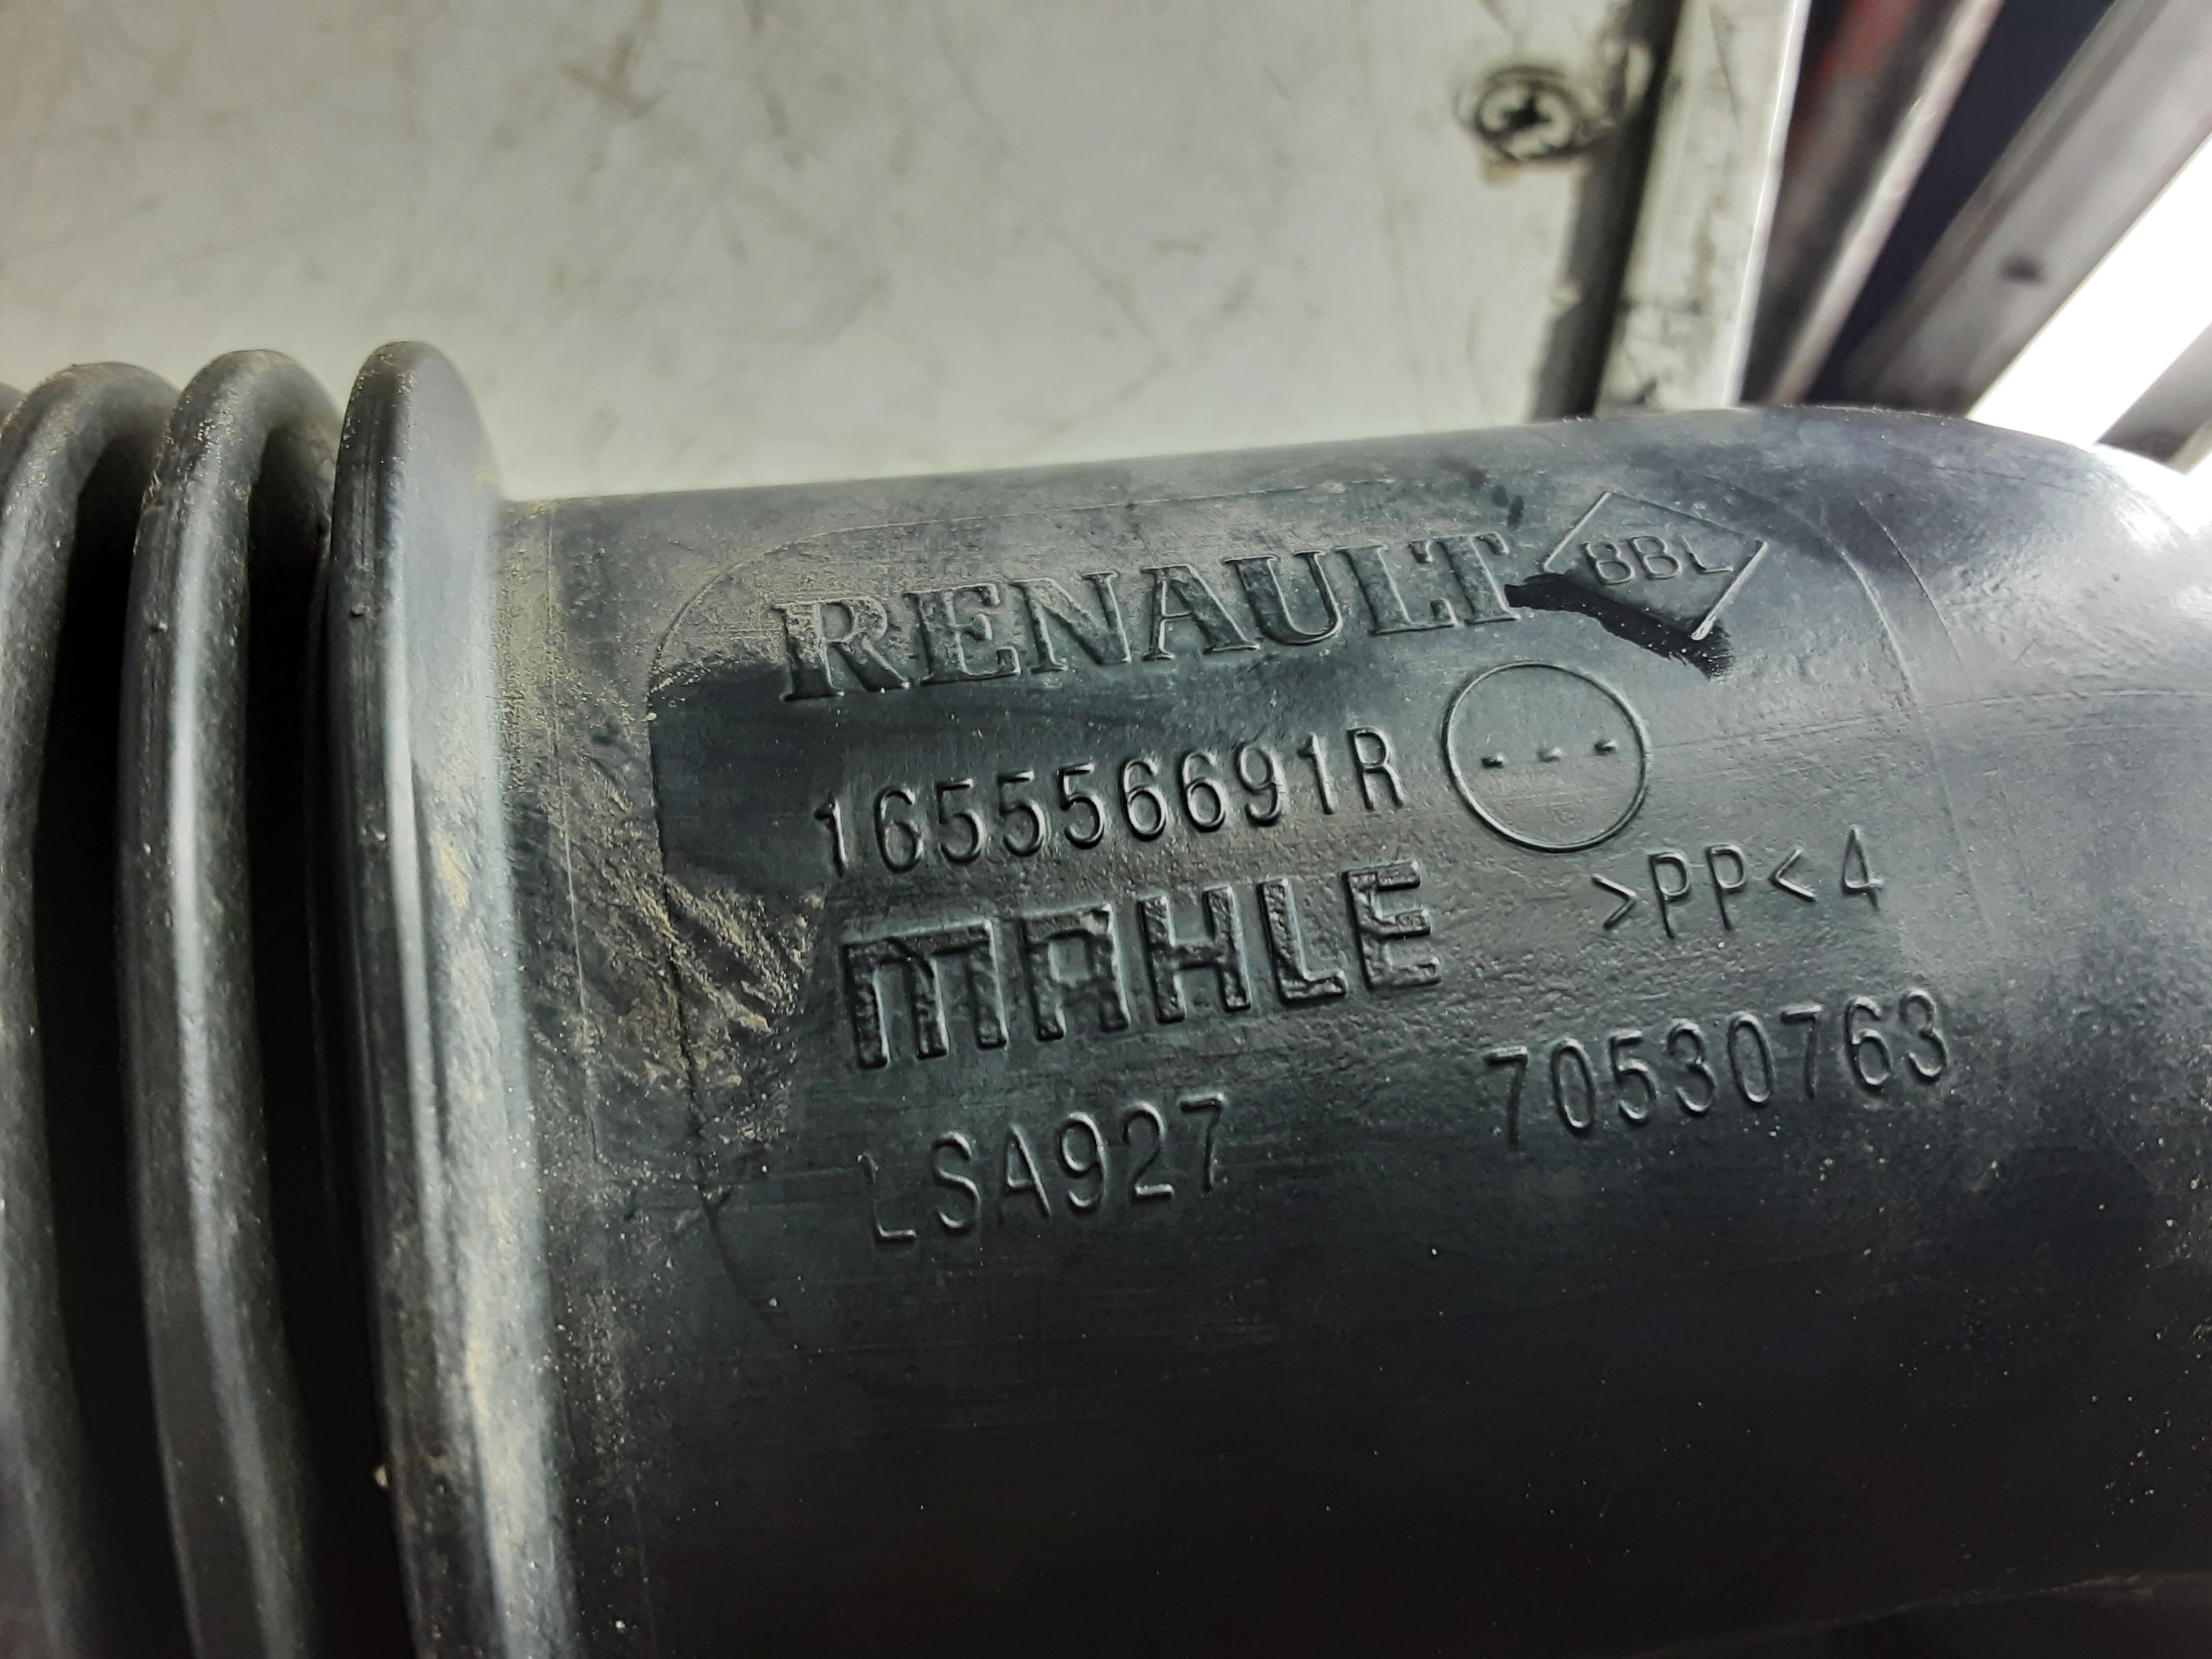 RENAULT 8BL
165556691R
>PP<4
MAHLE
LSA927 70530763